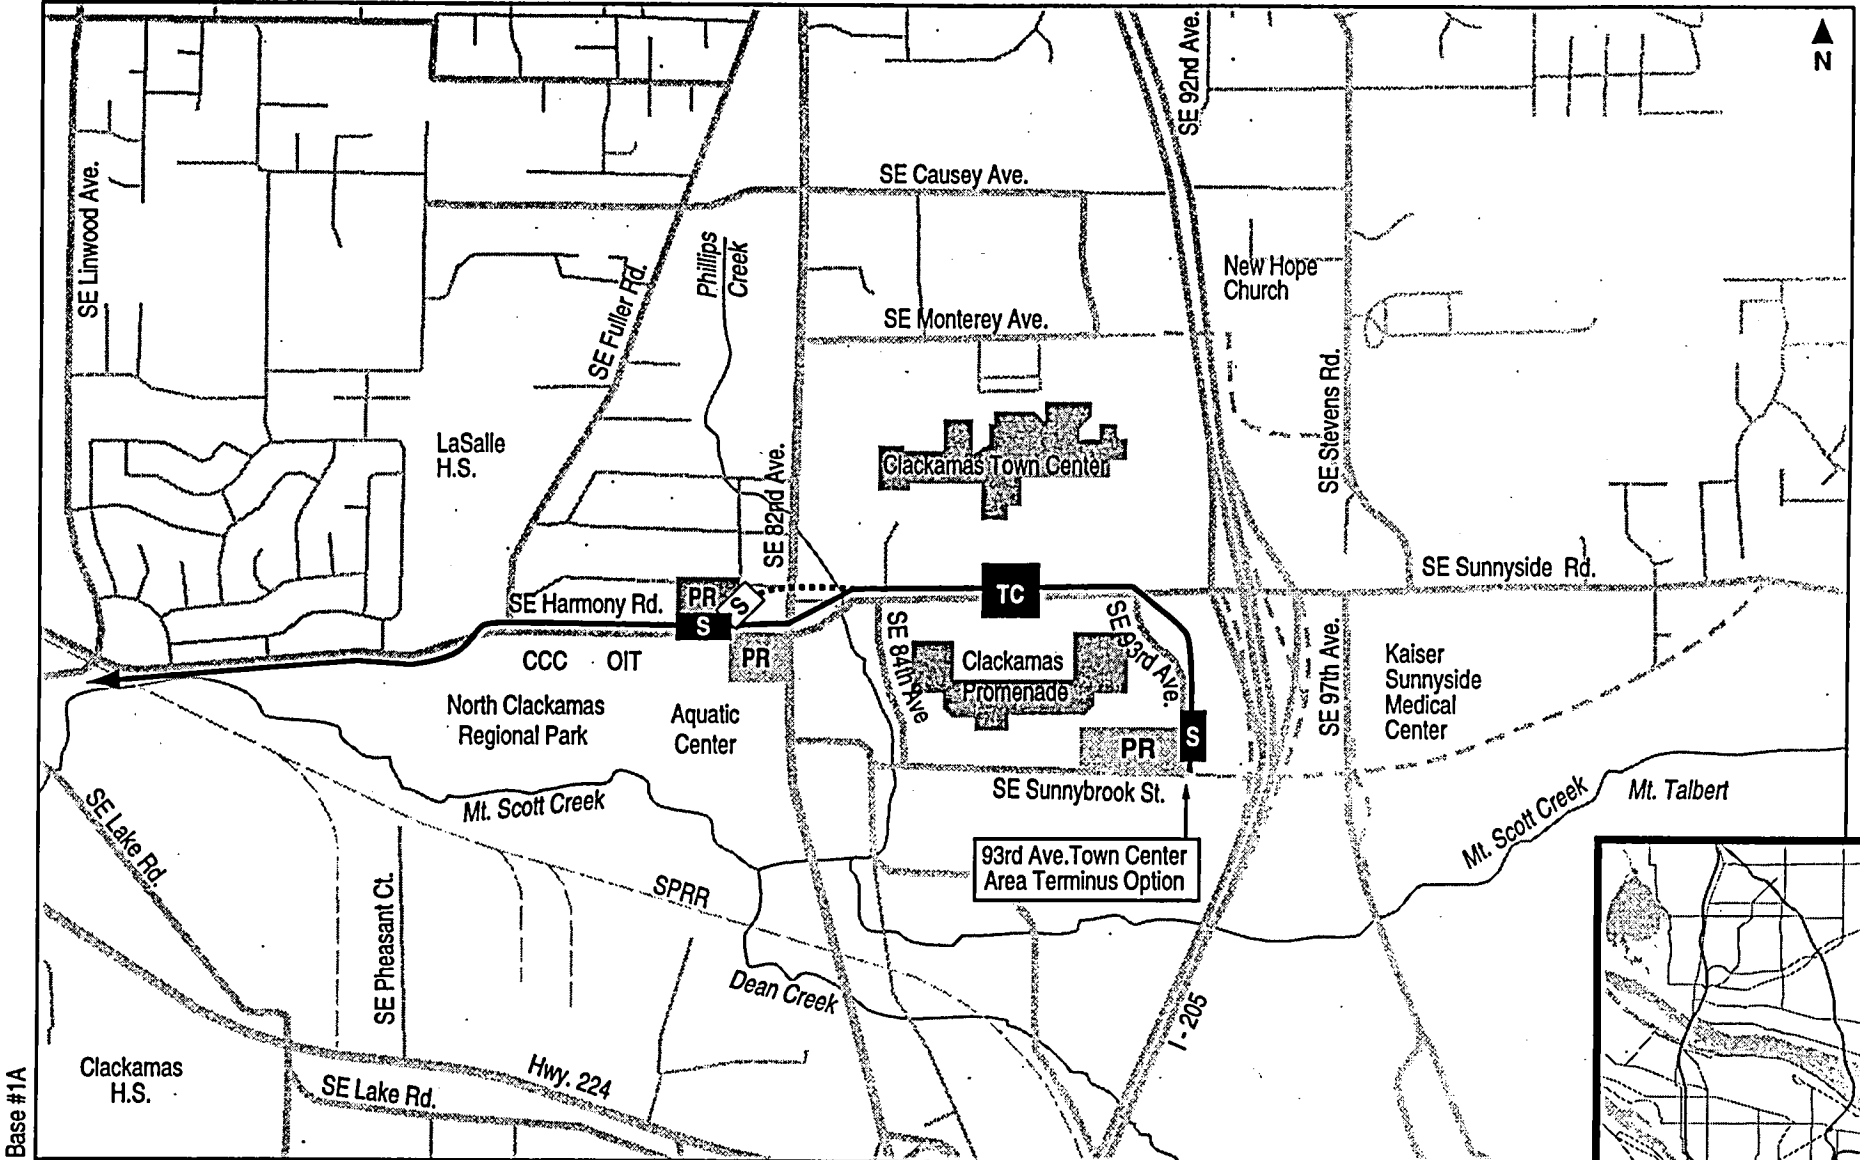 N
SE 92nd Ave.
SE Linwood Ave.
SE Causey Ave.
Phillips
Creek
SE Fuller Rd.
New Hope
Church
SE Monterey Ave.
SE Stevens Rd.
LaSalle
H.S.
SE 82nd Ave.
Clackamas Town Center
SE Sunnyside Rd.
SE Harmony Rd.
PR
S
S
TC
CCC
OIT
PR
SE 84th Ave
Clackamas
Promenade
SE 93rd Ave.
SE 97th Ave.
Kaiser
Sunnyside
Medical
Center
North Clackamas
Regional Park
Aquatic
Center
PR
S
SE Sunnybrook St.
Mt. Scott Creek
Mt. Scott Creek
Mt. Talbert
SE Lake Rd.
93rd Ave.Town Center
Area Terminus Option
SPRR
SE Pheasant Ct.
Dean Creek
I - 205
Clackamas
H.S.
SE Lake Rd.
Hwy. 224
Base #1A